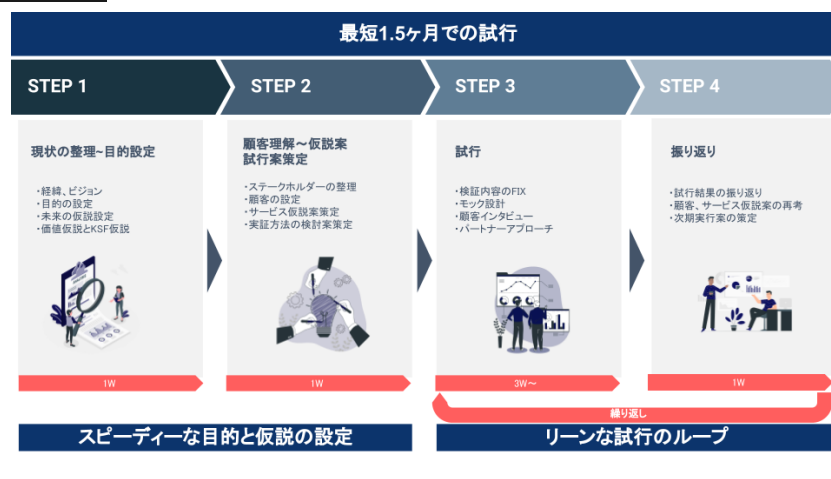 最短1.5ヶ月での試行
STEP 1
STEP 2
STEP 3
STEP 4
現状の整理~目的設定
・経緯、ビジョン
・目的の設定
・未来の仮説設定
・価値仮説とKSF仮説
1W
顧客理解～仮説案
試行案策定
・ステークホルダーの整理
・顧客の設定
・サービス仮説案策定
・実証方法の検討案策定
1W
試行
・検証内容のFIX
・モック設計
・顧客インタビュー
・パートナーアプローチ
3W～
振り返り
・試行結果の振り返り
・顧客、サービス仮説案の再考
・次期実行案の策定
1W
繰り返し
スピーディーな目的と仮説の設定
リーンな試行のループ